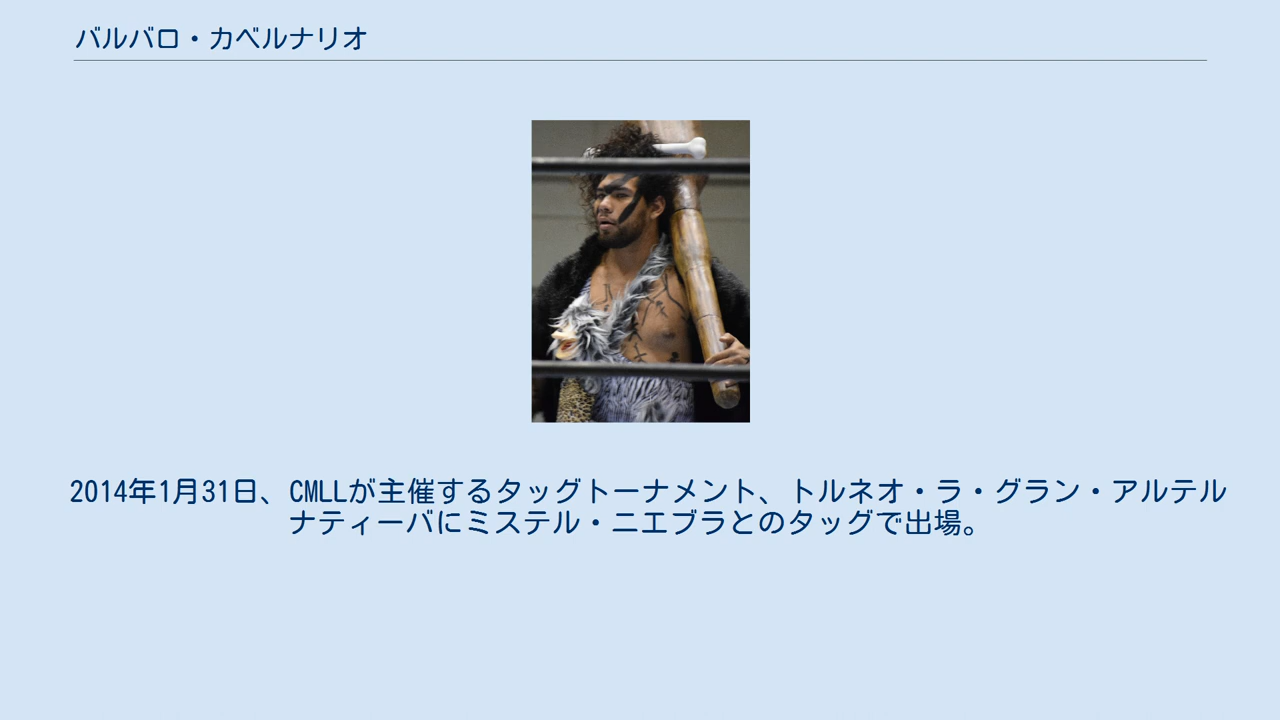 バルバロ・カベルナリオ
2014年1月31日、CMLLが主催するタッグトーナメント、トルネオ・ラ・グラン・アルテル
ナティーバにミステル・ニエブラとのタッグで出場。